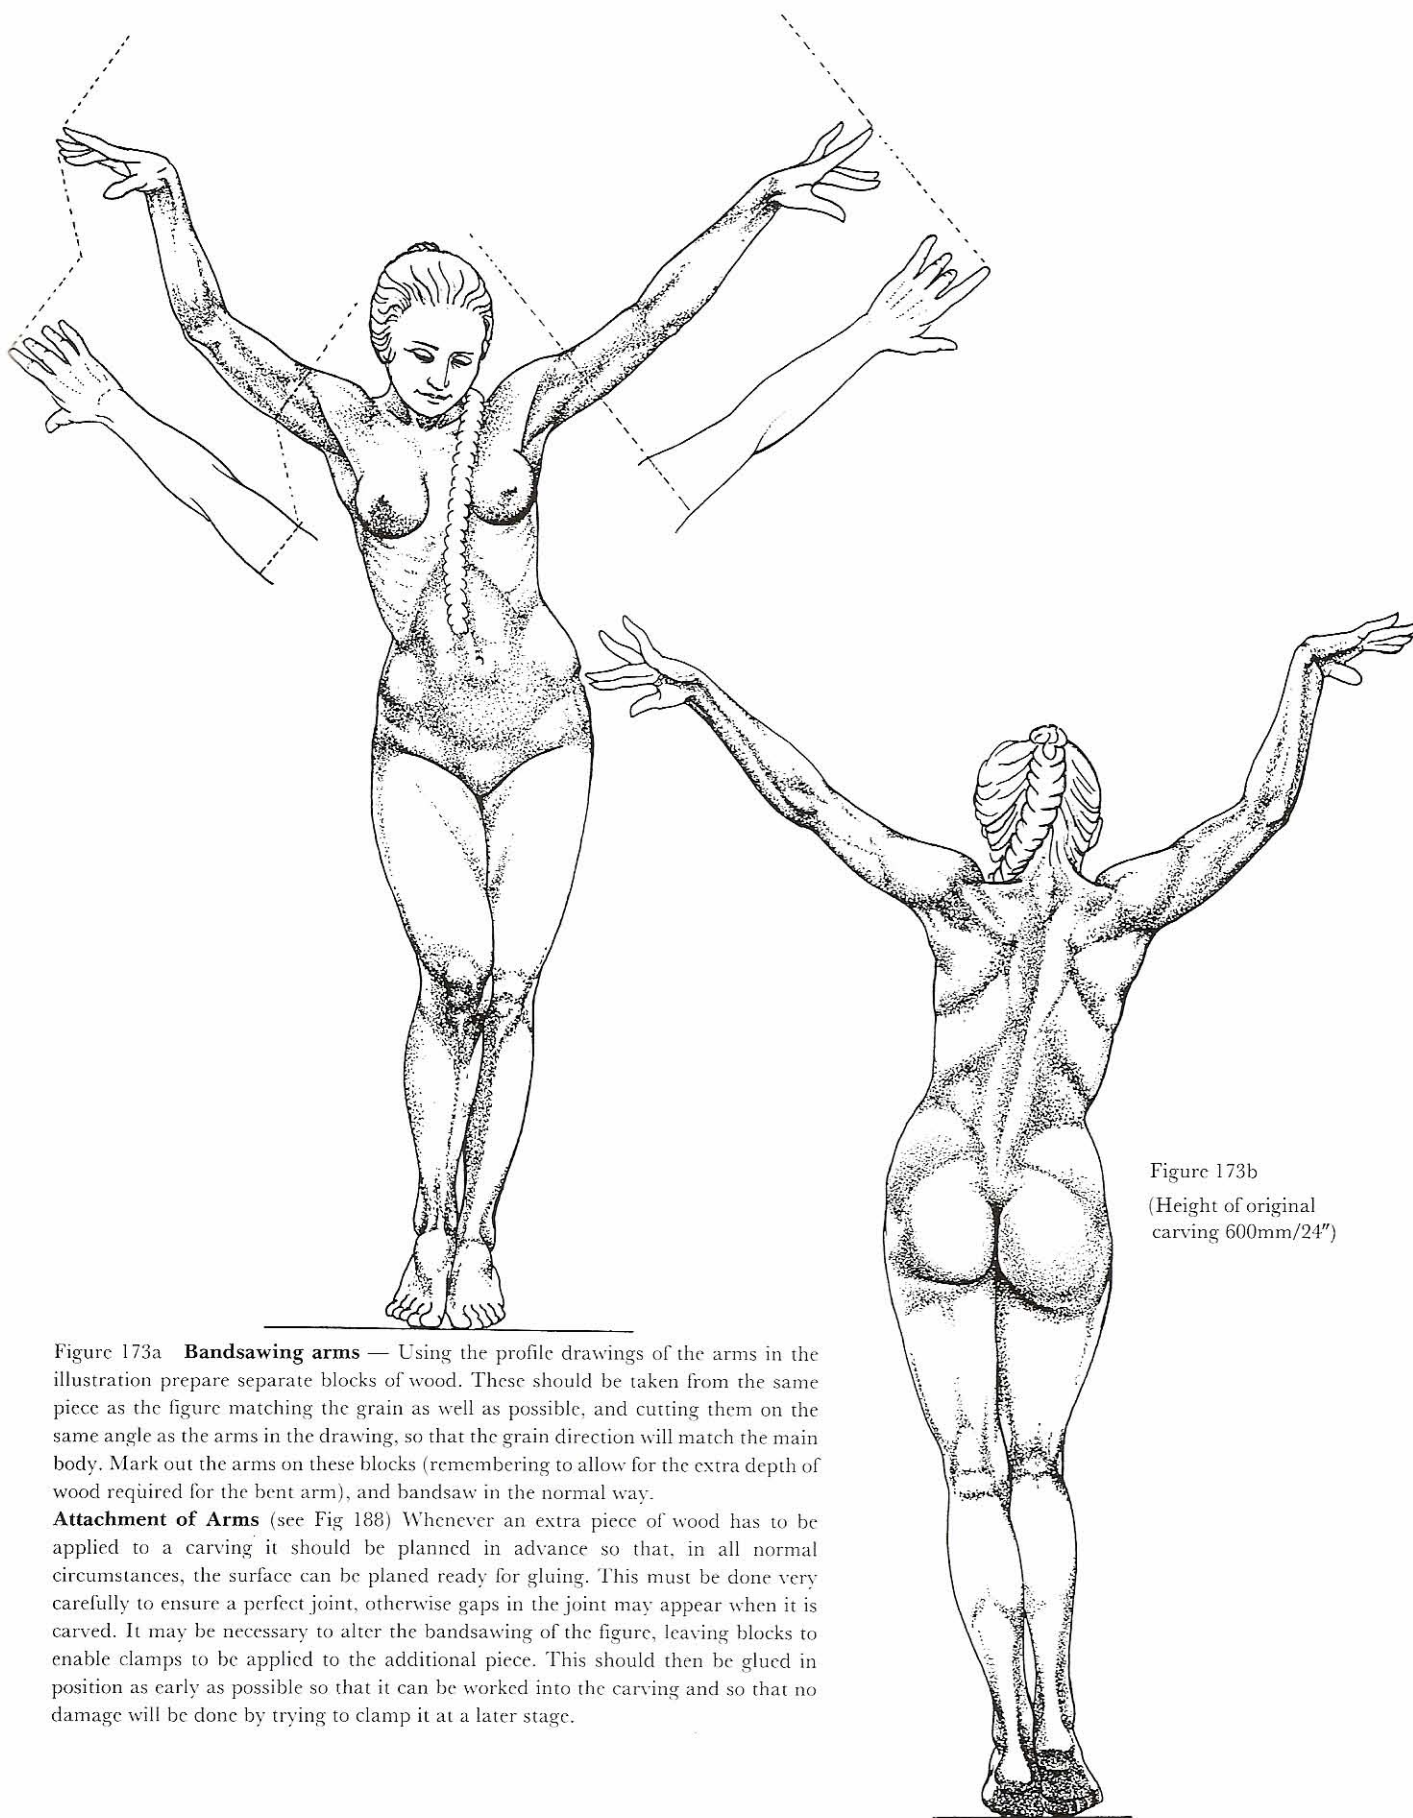 Figure 173b
(Height of original
carving 600mm/24″)
Figure 173a Bandsawing arms — Using the profile drawings of the arms in the
illustration prepare separate blocks of wood. These should be taken from the same
piece as the figure matching the grain as well as possible, and cutting them on the
same angle as the arms in the drawing, so that the grain direction will match the main
body. Mark out the arms on these blocks (remembering to allow for the extra depth of
wood required for the bent arm), and bandsaw in the normal way.
Attachment of Arms (see Fig 188) Whenever an extra piece of wood has to be
applied to a carving it should be planned in advance so that, in all normal
circumstances, the surface can be planed ready for gluing. This must be done very
carefully to ensure a perfect joint, otherwise gaps in the joint may appear when it is
carved. It may be necessary to alter the bandsawing of the figure, leaving blocks to
enable clamps to be applied to the additional piece. This should then be glued in
position as early as possible so that it can be worked into the carving and so that no
damage will be done by trying to clamp it at a later stage.